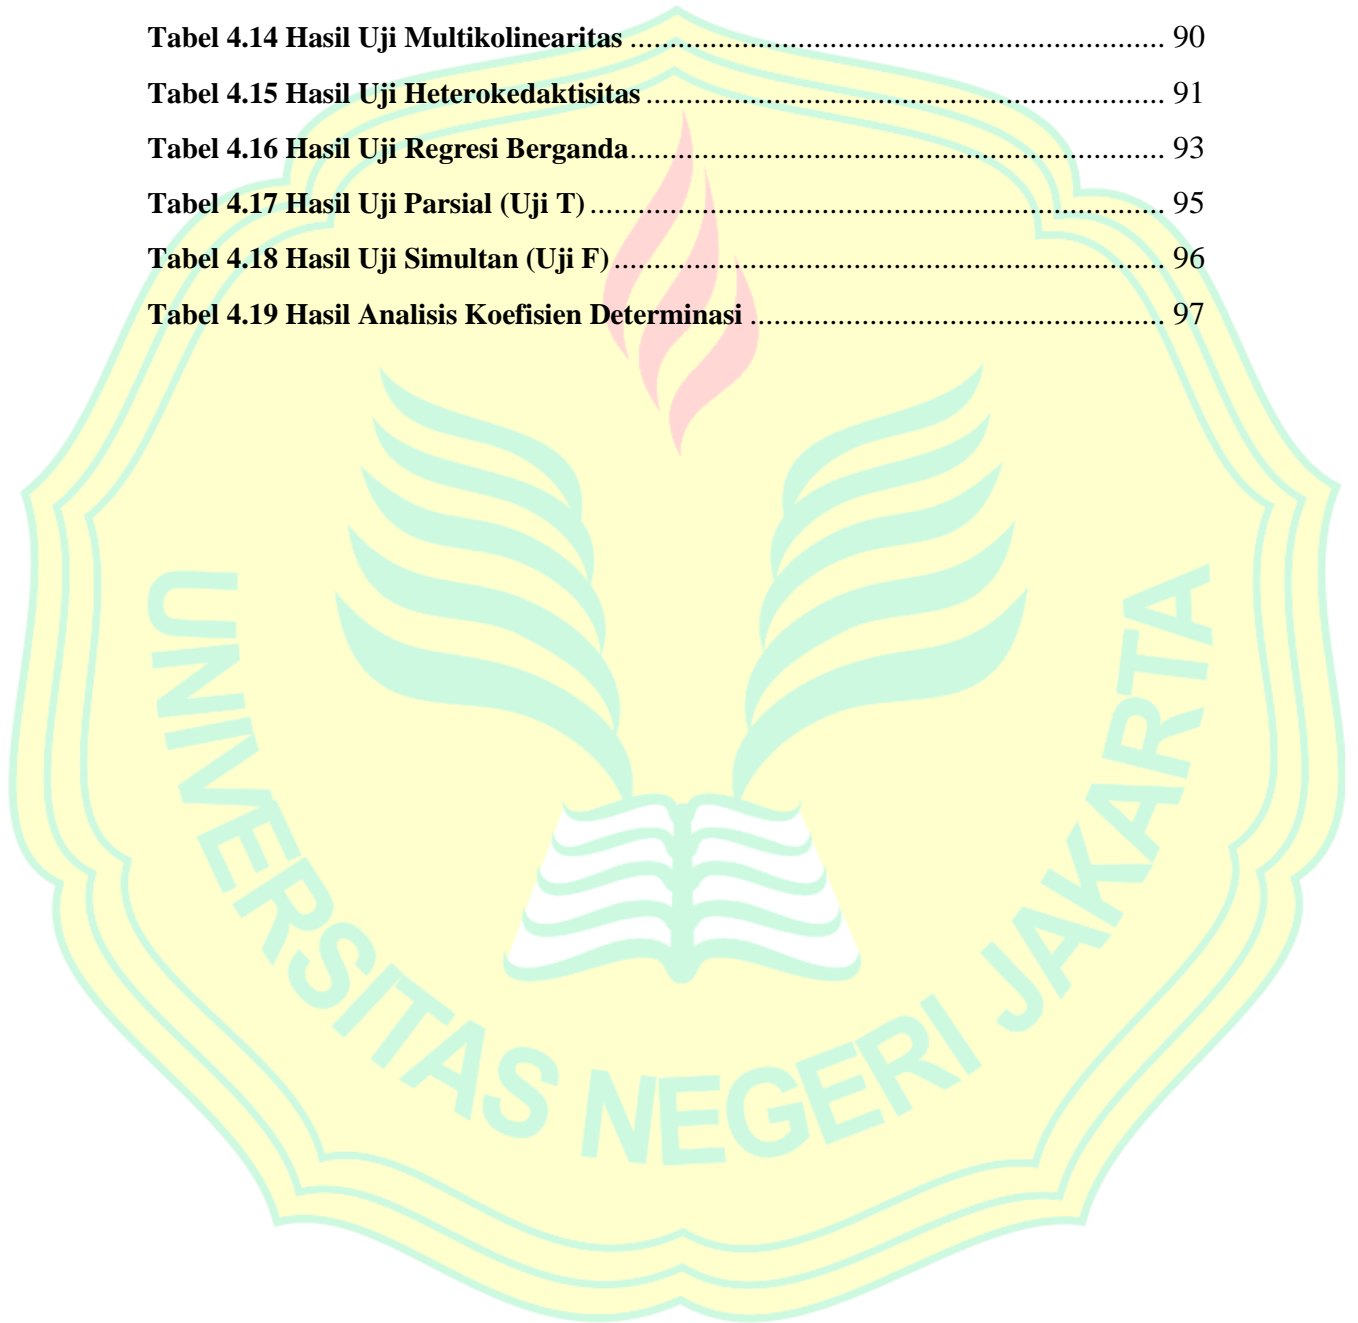 Tabel 4.14 Hasil Uji Multikolinearitas ........................................................................ 90
Tabel 4.15 Hasil Uji Heterokedaktisitas ...................................................................... 91
Tabel 4.16 Hasil Uji Regresi Berganda........................................................................ 93
Tabel 4.17 Hasil Uji Parsial (Uji T) ............................................................................. 95
Tabel 4.18 Hasil Uji Simultan (Uji F) .......................................................................... 96
Tabel 4.19 Hasil Analisis Koefisien Determinasi ........................................................ 97
UNIVERSITAS NEGERI JAKARTA